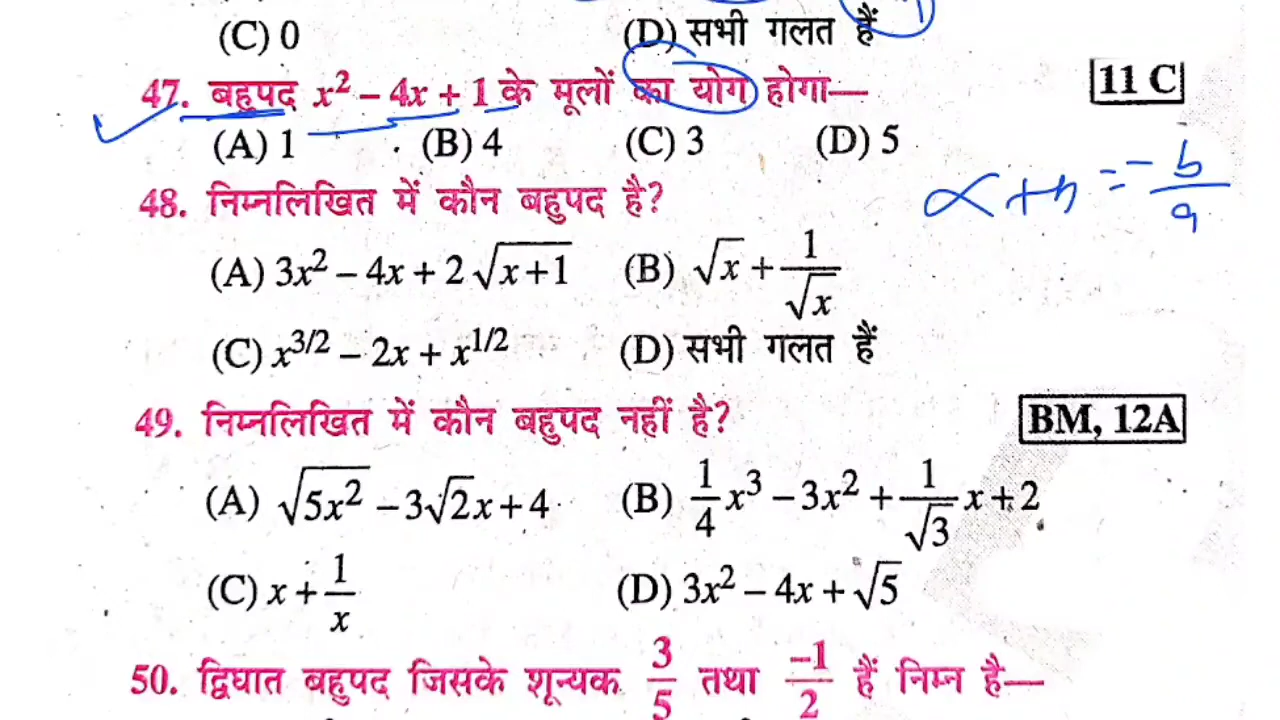 (C) 0 (D) सभी गलत हैं
47. बहुपद x² – 4x + 1 के मूलों का योग होगा— 11 C
(A) 1 (B) 4 (C) 3 (D) 5
48. निम्नलिखित में कौन बहुपद है?
(A) 3x² – 4x + 2 √(x+1) (B) √x + 1/√x
(C) x^3/2 – 2x + x^1/2 (D) सभी गलत हैं
49. निम्नलिखित में कौन बहुपद नहीं है? BM, 12A
(A) √(5x²) – 3√2x + 4 (B) 1/4 x³ – 3x² + 1/√3 x + 2
(C) x + 1/x (D) 3x² – 4x + √5
50. द्विघात बहुपद जिसके शून्यक 3/5 तथा –1/2 हैं निम्न है—